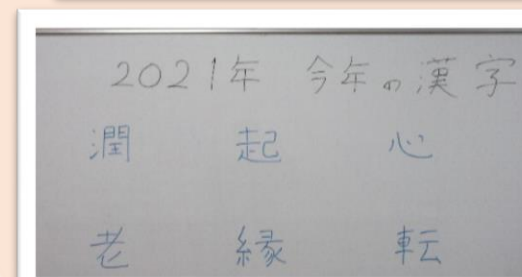 2021年 今年の漢字
潤 起 心
老 縁 転